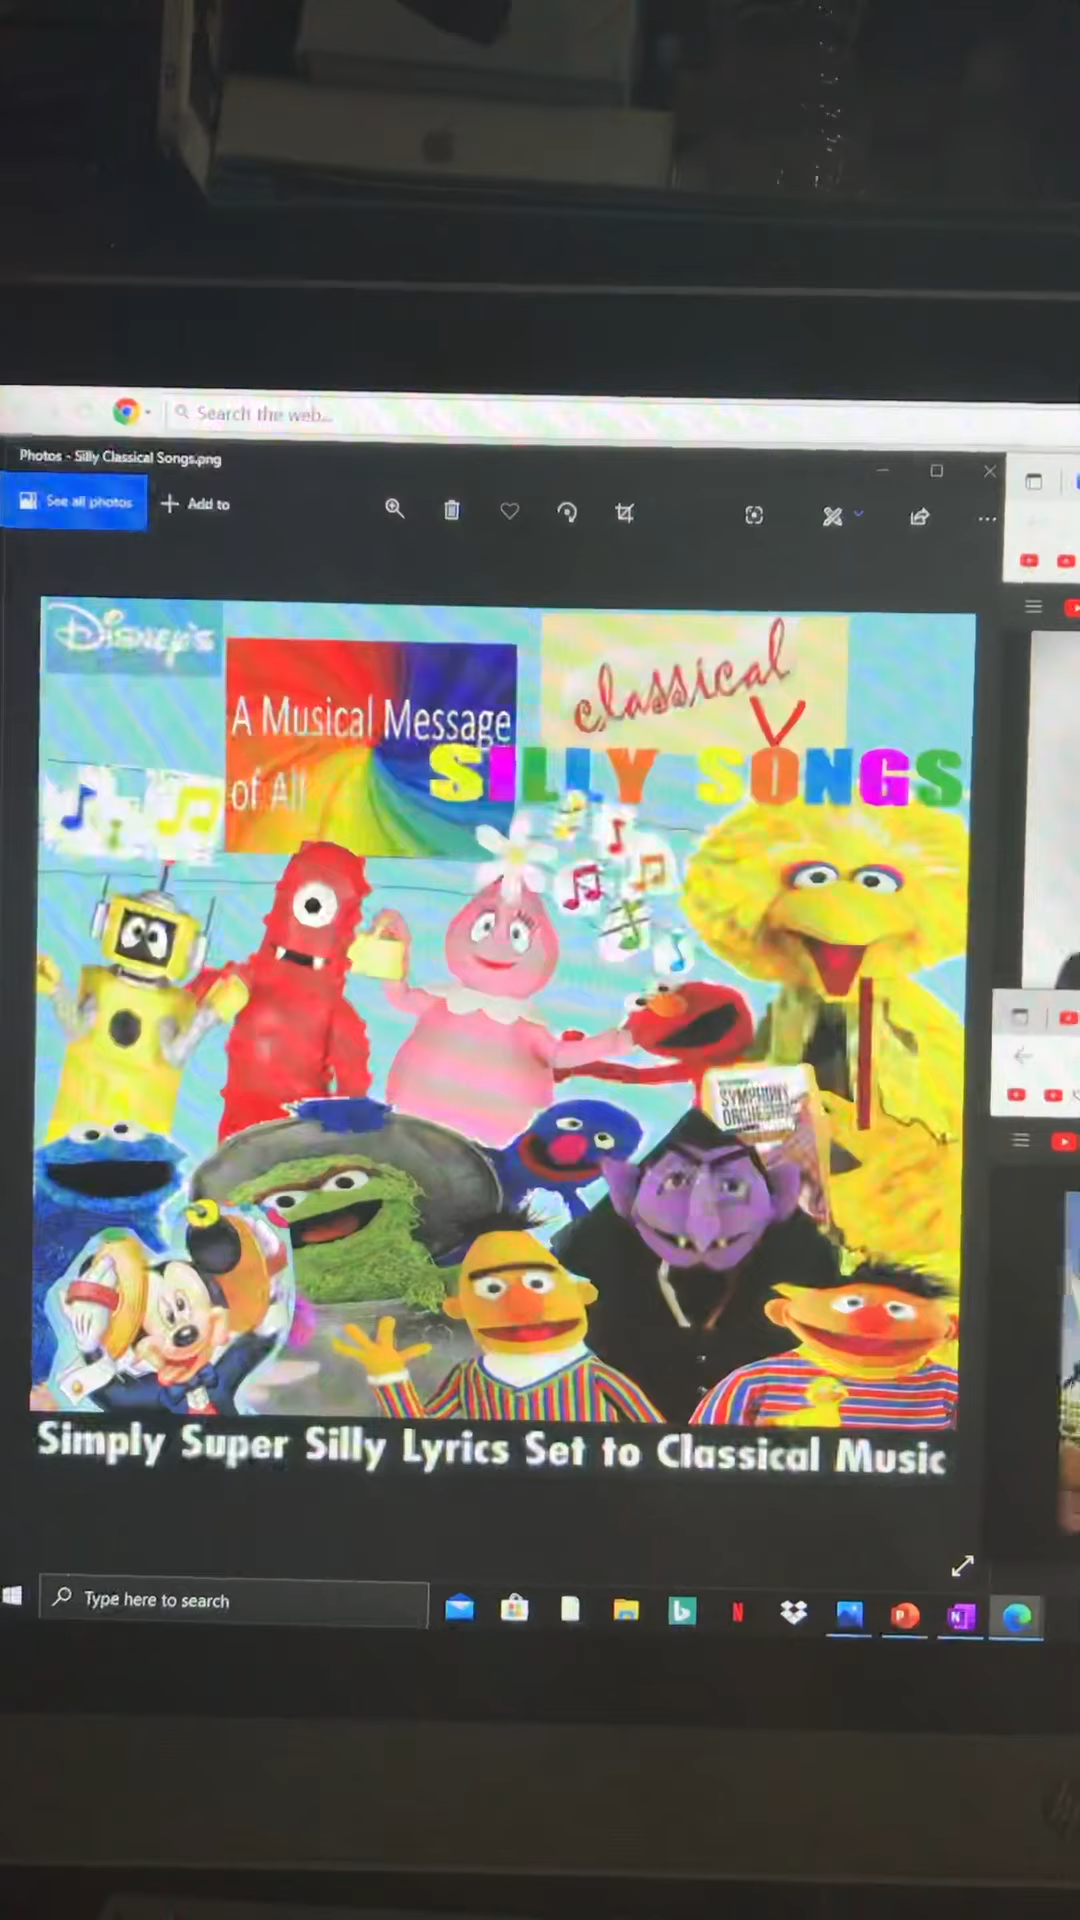 Search the web...
Photos - Silly Classical Songs.png
See all photos
Add to
Disney's
A Musical Message
of All
classical
SILLY SONGS
SYMPHONY
ORCHESTRA
Simply Super Silly Lyrics Set to Classical Music
Type here to search